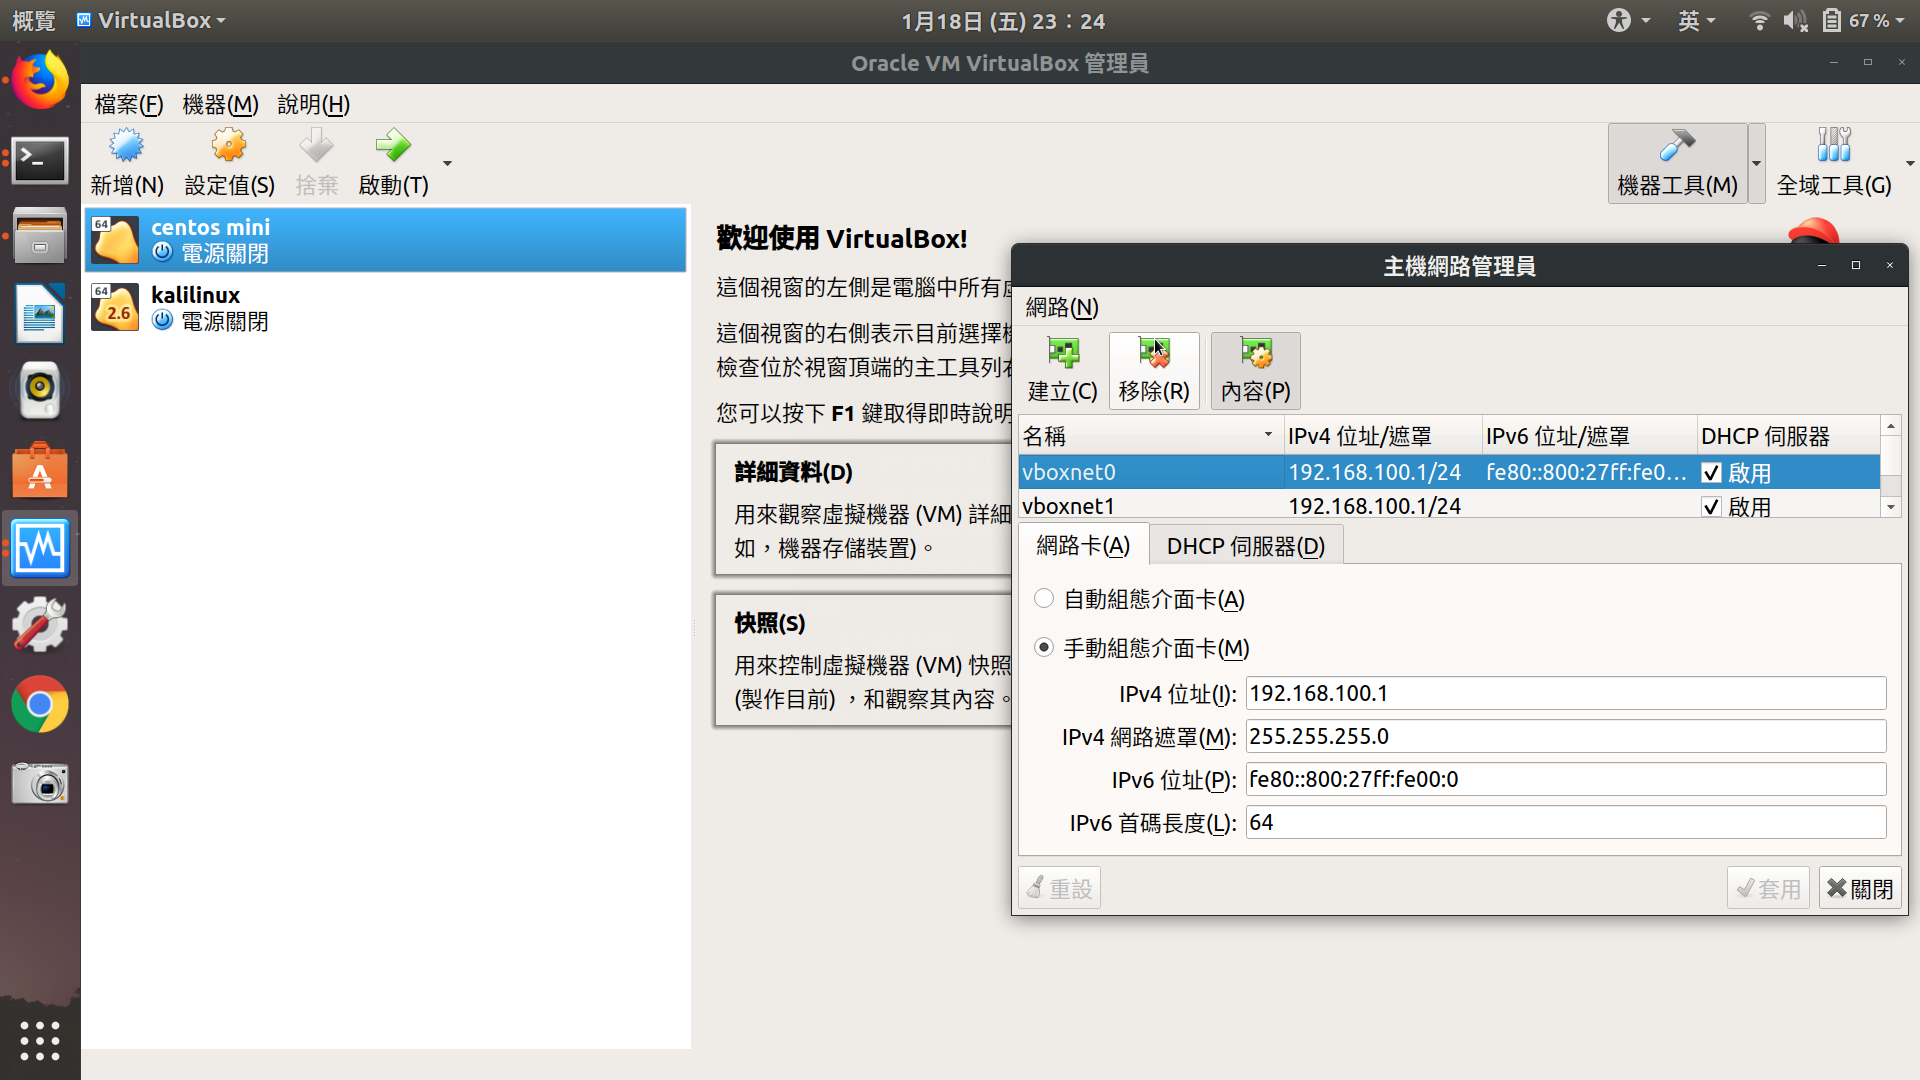 概覽
VirtualBox
1月18日 (五) 23：24
英
67 %
Oracle VM VirtualBox 管理員
檔案(F) 機器(M) 說明(H)
新增(N) 設定值(S) 捨棄 啟動(T)
機器工具(M) 全域工具(G)
64
centos mini
電源關閉
64
2.6
kalilinux
電源關閉
歡迎使用 VirtualBox!
這個視窗的左側是電腦中所有
這個視窗的右側表示目前選擇
檢查位於視窗頂端的主工具列
您可以按下 F1 鍵取得即時說明
詳細資料(D)
用來觀察虛擬機器 (VM) 詳細
如，機器存儲裝置)。
快照(S)
用來控制虛擬機器 (VM) 快照
(製作目前) ，和觀察其內容。
主機網路管理員
網路(N)
建立(C) 移除(R) 內容(P)
名稱 IPv4 位址/遮罩 IPv6 位址/遮罩 DHCP 伺服器
vboxnet0 192.168.100.1/24 fe80::800:27ff:fe0... 啟用
vboxnet1 192.168.100.1/24 啟用
網路卡(A) DHCP 伺服器(D)
自動組態介面卡(A)
手動組態介面卡(M)
IPv4 位址(I): 192.168.100.1
IPv4 網路遮罩(M): 255.255.255.0
IPv6 位址(P): fe80::800:27ff:fe00:0
IPv6 首碼長度(L): 64
重設 套用 關閉